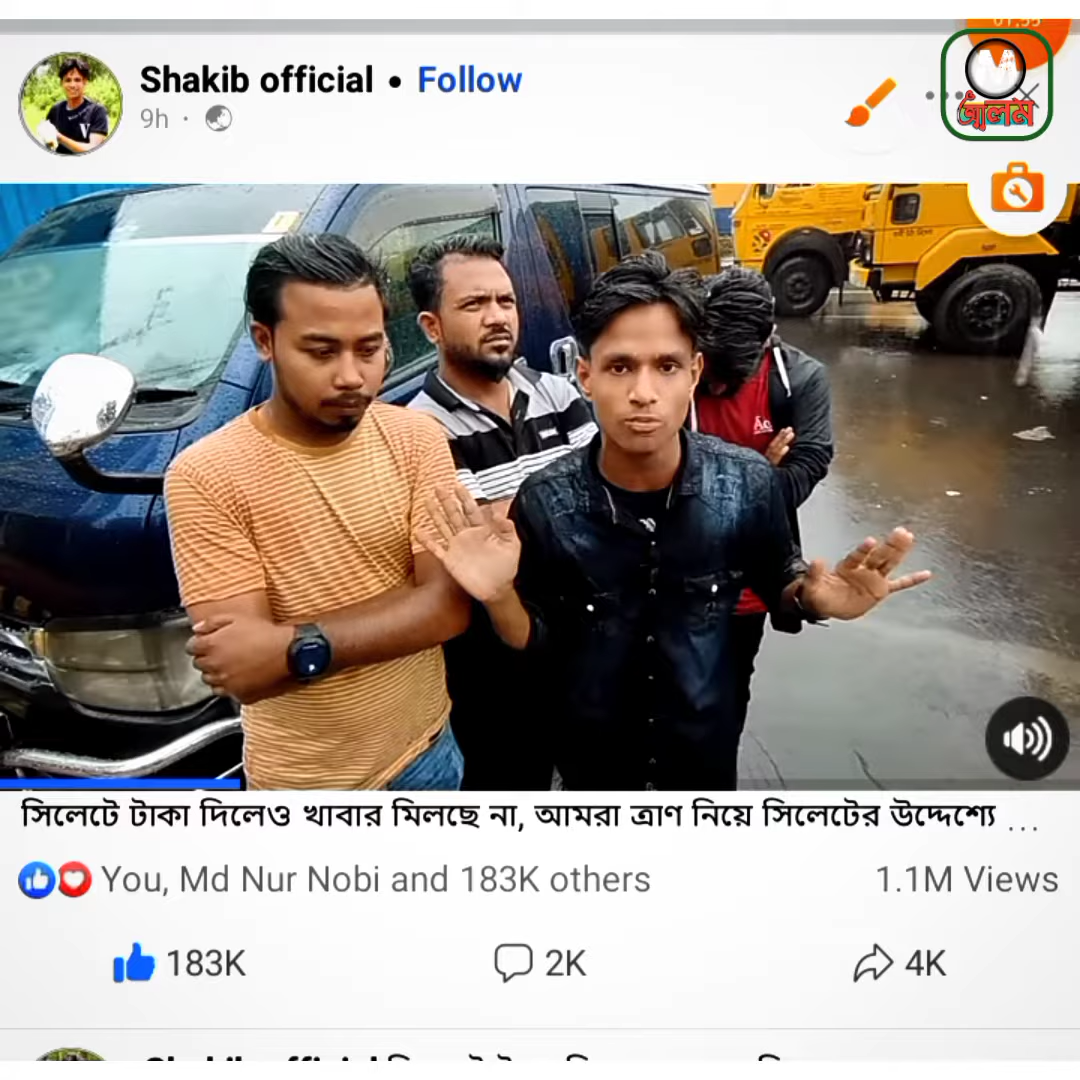 Shakib official • Follow
9h ·
M
আলম
সিলেটে টাকা দিলেও খাবার মিলছে না, আমরা ত্রাণ নিয়ে সিলেটের উদ্দেশ্যে ...
You, Md Nur Nobi and 183K others
1.1M Views
183K
2K
4K